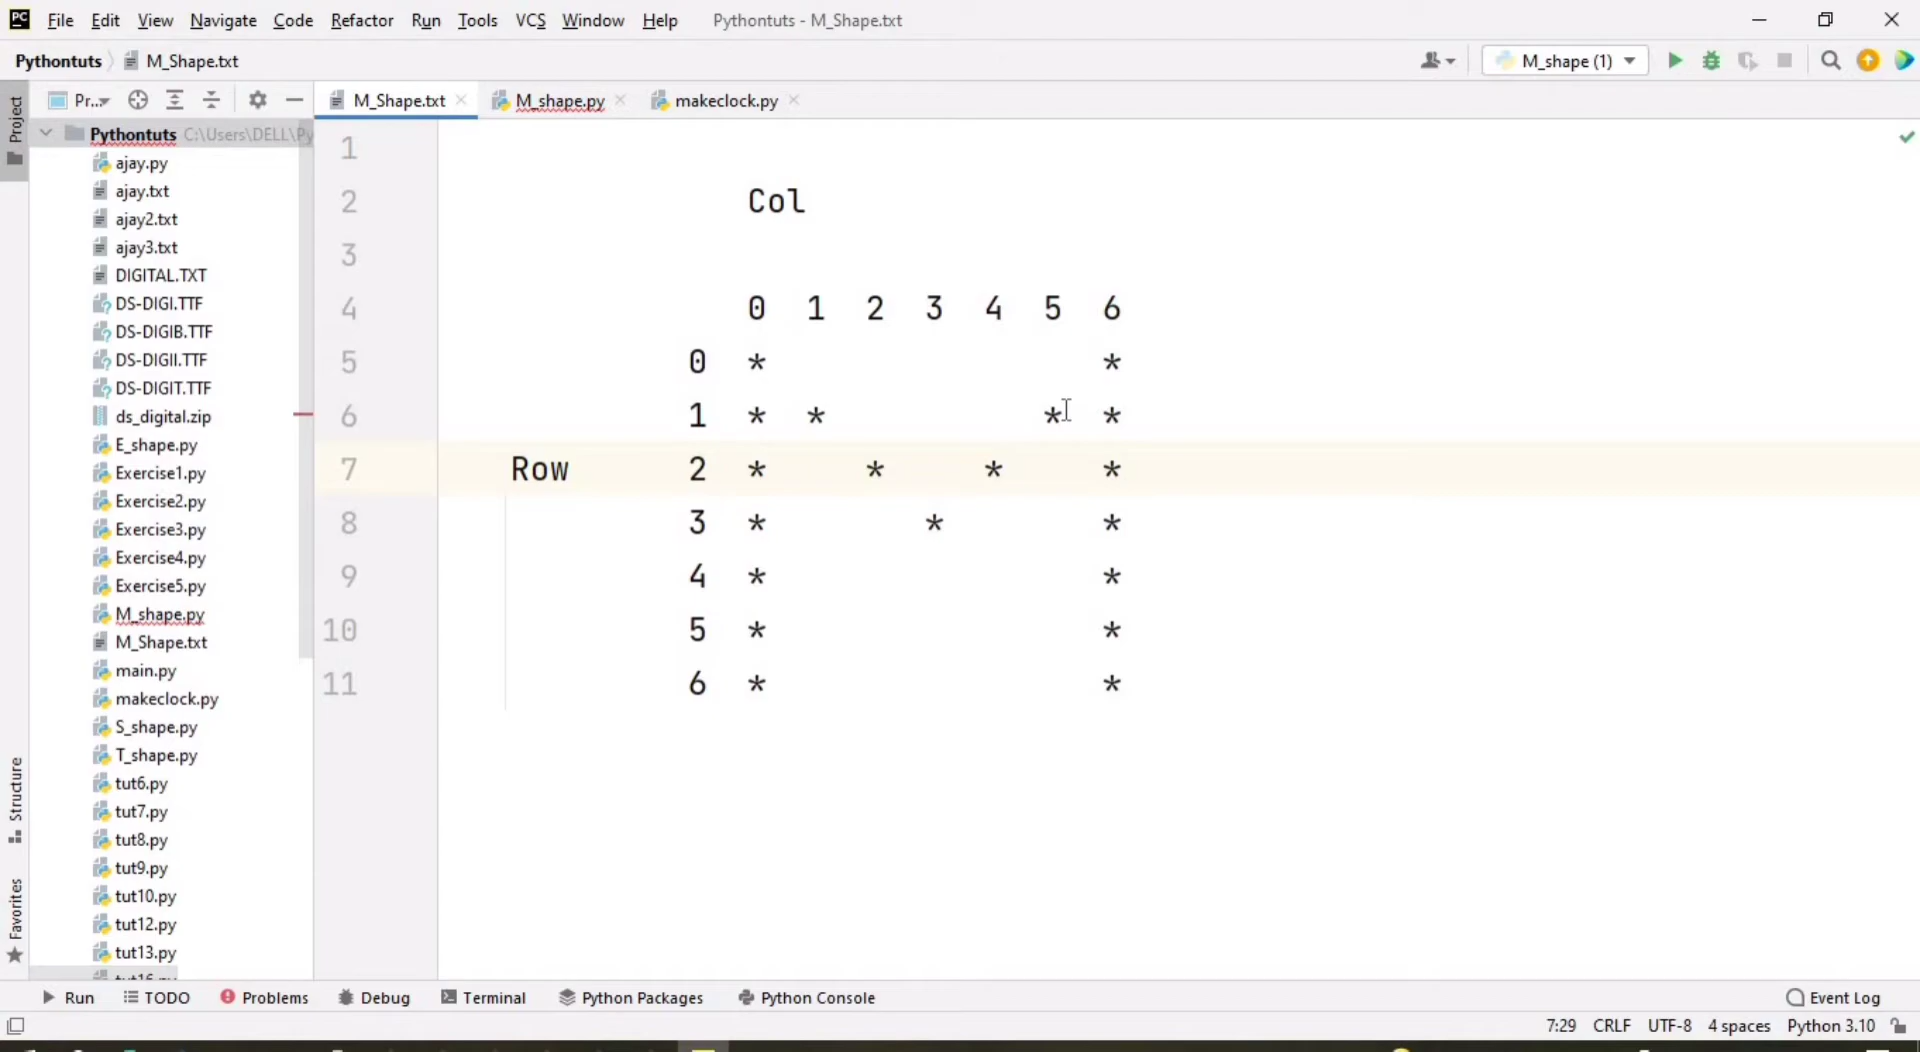 PC File Edit View Navigate Code Refactor Run Tools VCS Window Help Pythontuts - M_Shape.txt
Pythontuts M_Shape.txt M_shape (1)
Project Pr... M_Shape.txt M_shape.py makeclock.py
Pythontuts C:\Users\DELL\Py
ajay.py
ajay.txt
ajay2.txt
ajay3.txt
DIGITAL.TXT
DS-DIGI.TTF
DS-DIGIB.TTF
DS-DIGII.TTF
DS-DIGIT.TTF
ds_digital.zip
E_shape.py
Exercise1.py
Exercise2.py
Exercise3.py
Exercise4.py
Exercise5.py
M_shape.py
M_Shape.txt
main.py
makeclock.py
S_shape.py
T_shape.py
tut6.py
tut7.py
tut8.py
tut9.py
tut10.py
tut12.py
tut13.py
tut16.py
Structure
Favorites
1
2 Col
3
4 0 1 2 3 4 5 6
5 0 * *
6 1 * * * *
7 Row 2 * * * *
8 3 * * *
9 4 * *
10 5 * *
11 6 * *
Run TODO Problems Debug Terminal Python Packages Python Console Event Log
7:29 CRLF UTF-8 4 spaces Python 3.10